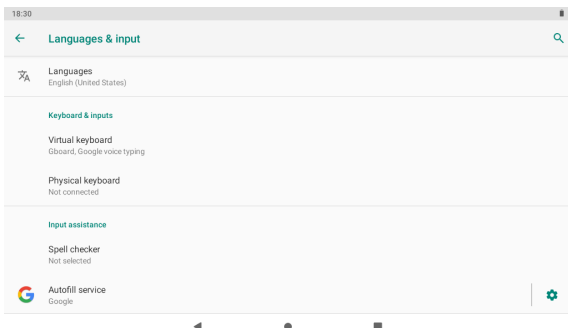 18:30
Languages & input
Languages
English (United States)
Keyboard & inputs
Virtual keyboard
Gboard, Google voice typing
Physical keyboard
Not connected
Input assistance
Spell checker
Not selected
Autofill service
Google